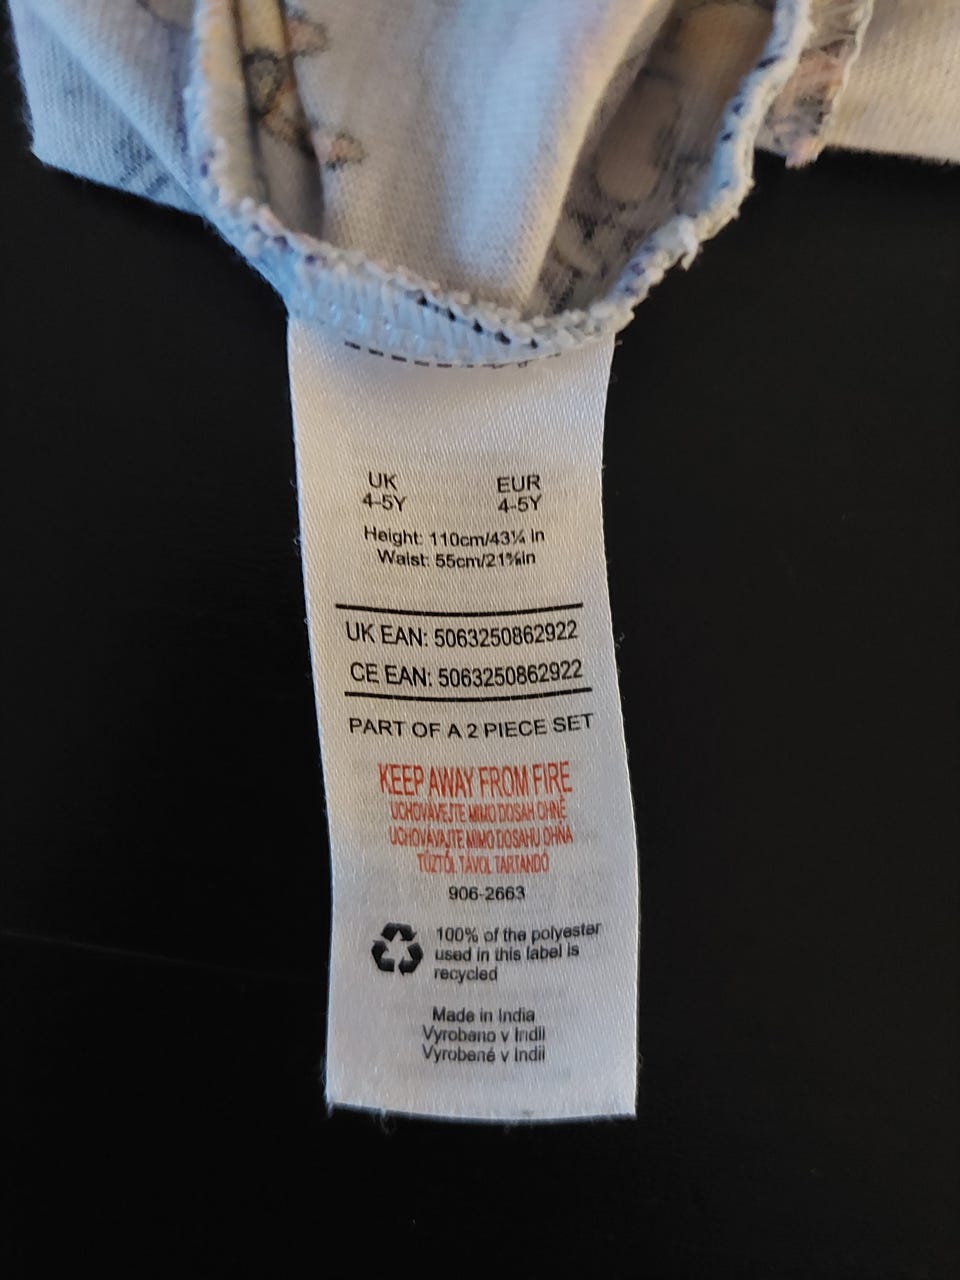 UK EUR
4-5Y 4-5Y
Height: 110cm/43¼ in
Waist: 55cm/21⅝in
UK EAN: 5063250862922
CE EAN: 5063250862922
PART OF A 2 PIECE SET
KEEP AWAY FROM FIRE
UCHOVÁVEJTE MIMO DOSAH OHNĚ
UCHOVÁVAJTE MIMO DOSAHU OHŇA
TŰZTŐL TÁVOL TARTANDÓ
906-2663
100% of the polyester
used in this label is
recycled
Made in India
Vyrobeno v Indii
Vyrobené v Indii